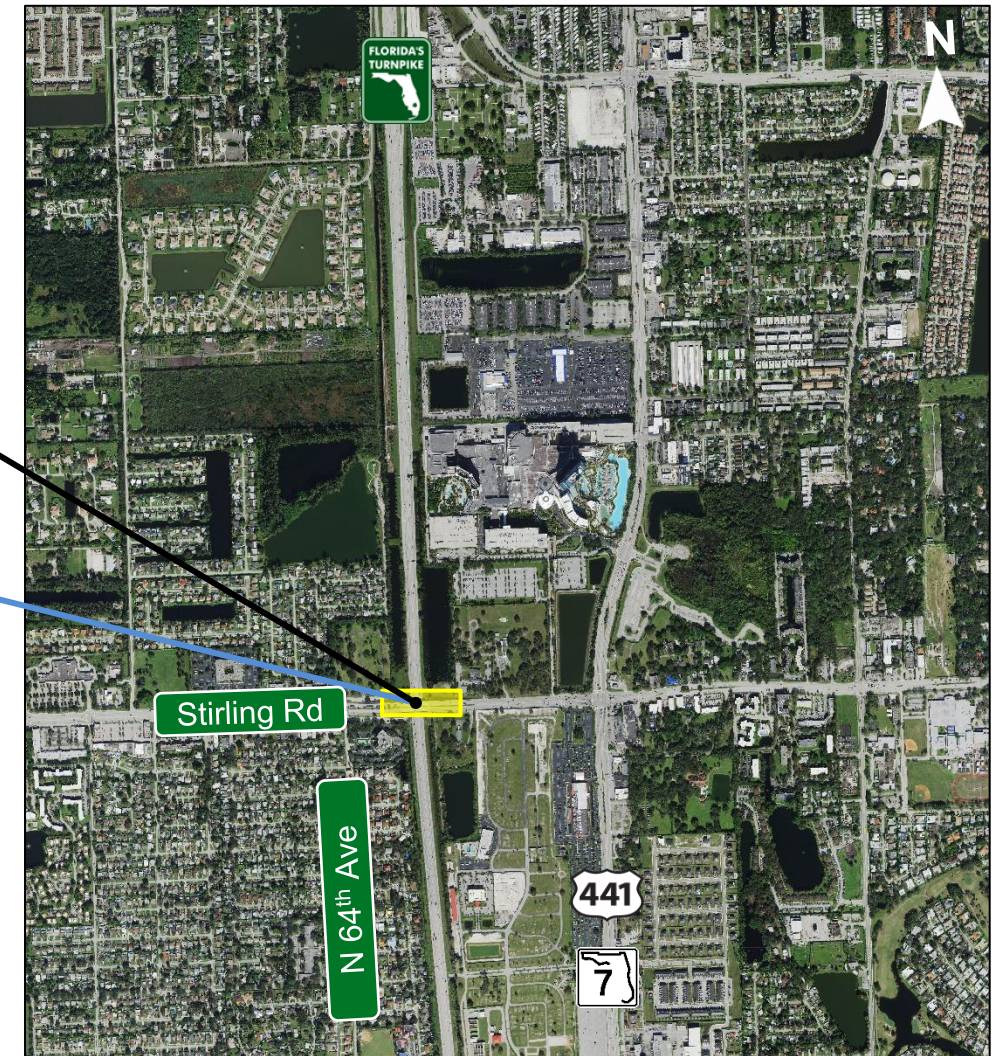 FLORIDA'S
TURNPIKE
N
Stirling Rd
N 64th Ave
441
7